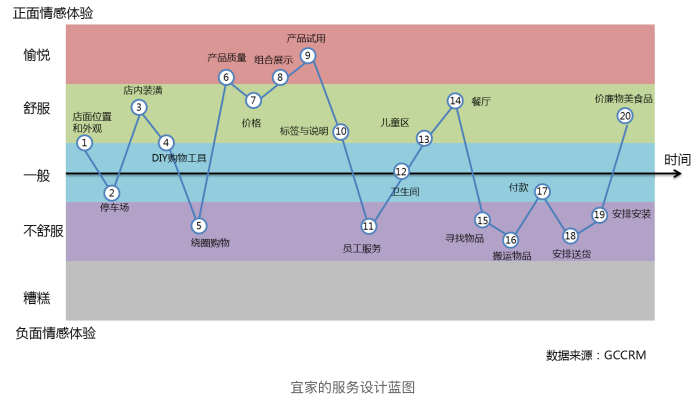 正面情感体验
愉悦
舒服
一般
不舒服
糟糕
负面情感体验
时间
店面位置
和外观
1
2
停车场
店内装潢
3
4
DIY购物工具
5
绕圈购物
产品质量
6
7
价格
组合展示
8
产品试用
9
标签与说明
10
11
员工服务
12
卫生间
儿童区
13
14
餐厅
15
寻找物品
16
搬运物品
付款
17
18
安排送货
19
安排安装
价廉物美食品
20
数据来源：GCCRM
宜家的服务设计蓝图